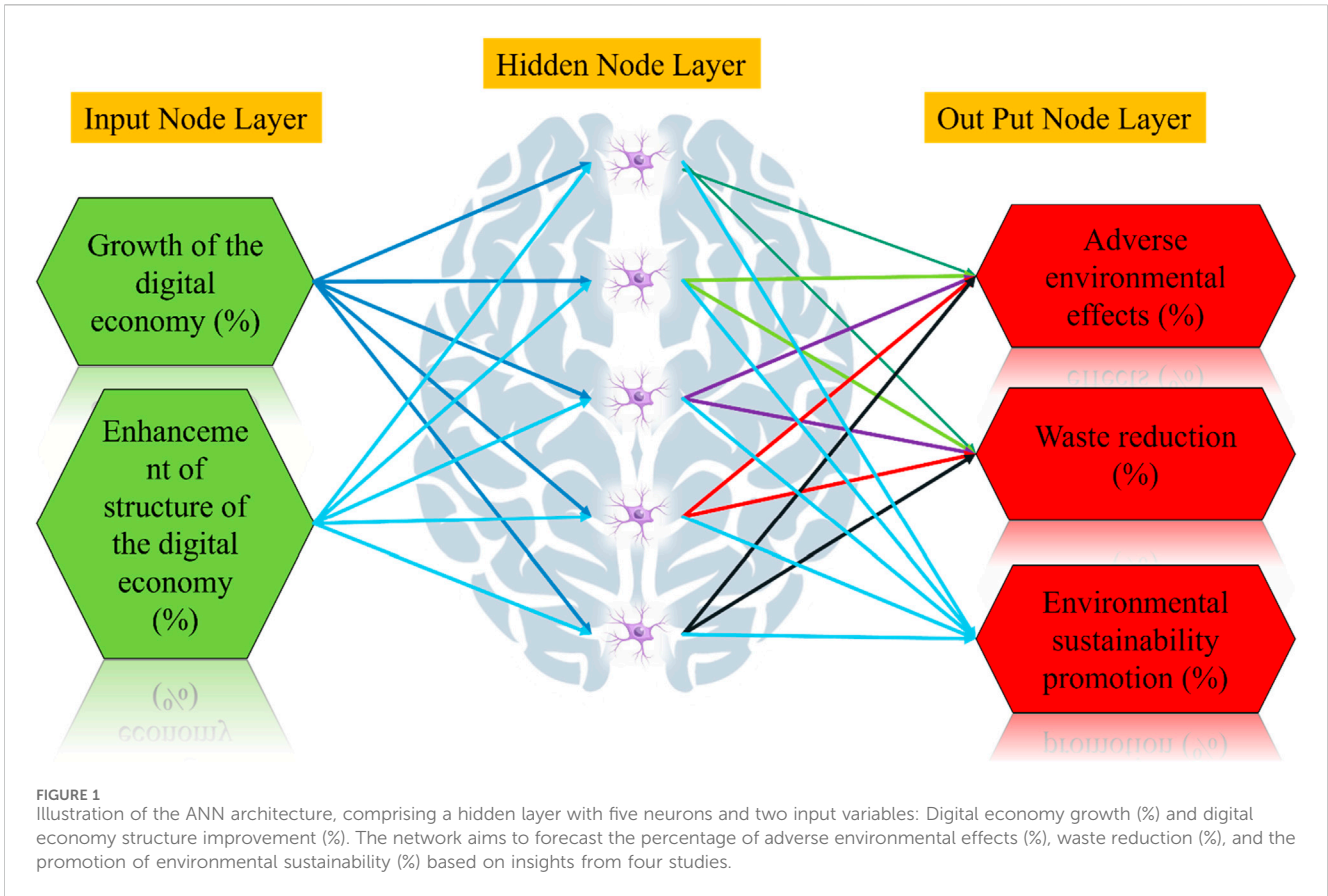 Hidden Node Layer
Input Node Layer
Out Put Node Layer
Growth of the
digital
economy (%)
Enhanceme
nt of
structure of
the digital
economy
(%)
Adverse
environmental
effects (%)
effects (%)
Waste reduction
(%)
(%)
Environmental
sustainability
promotion (%)
promotion (%)
(%)
economy
FIGURE 1
Illustration of the ANN architecture, comprising a hidden layer with five neurons and two input variables: Digital economy growth (%) and digital
economy structure improvement (%). The network aims to forecast the percentage of adverse environmental effects (%), waste reduction (%), and the
promotion of environmental sustainability (%) based on insights from four studies.